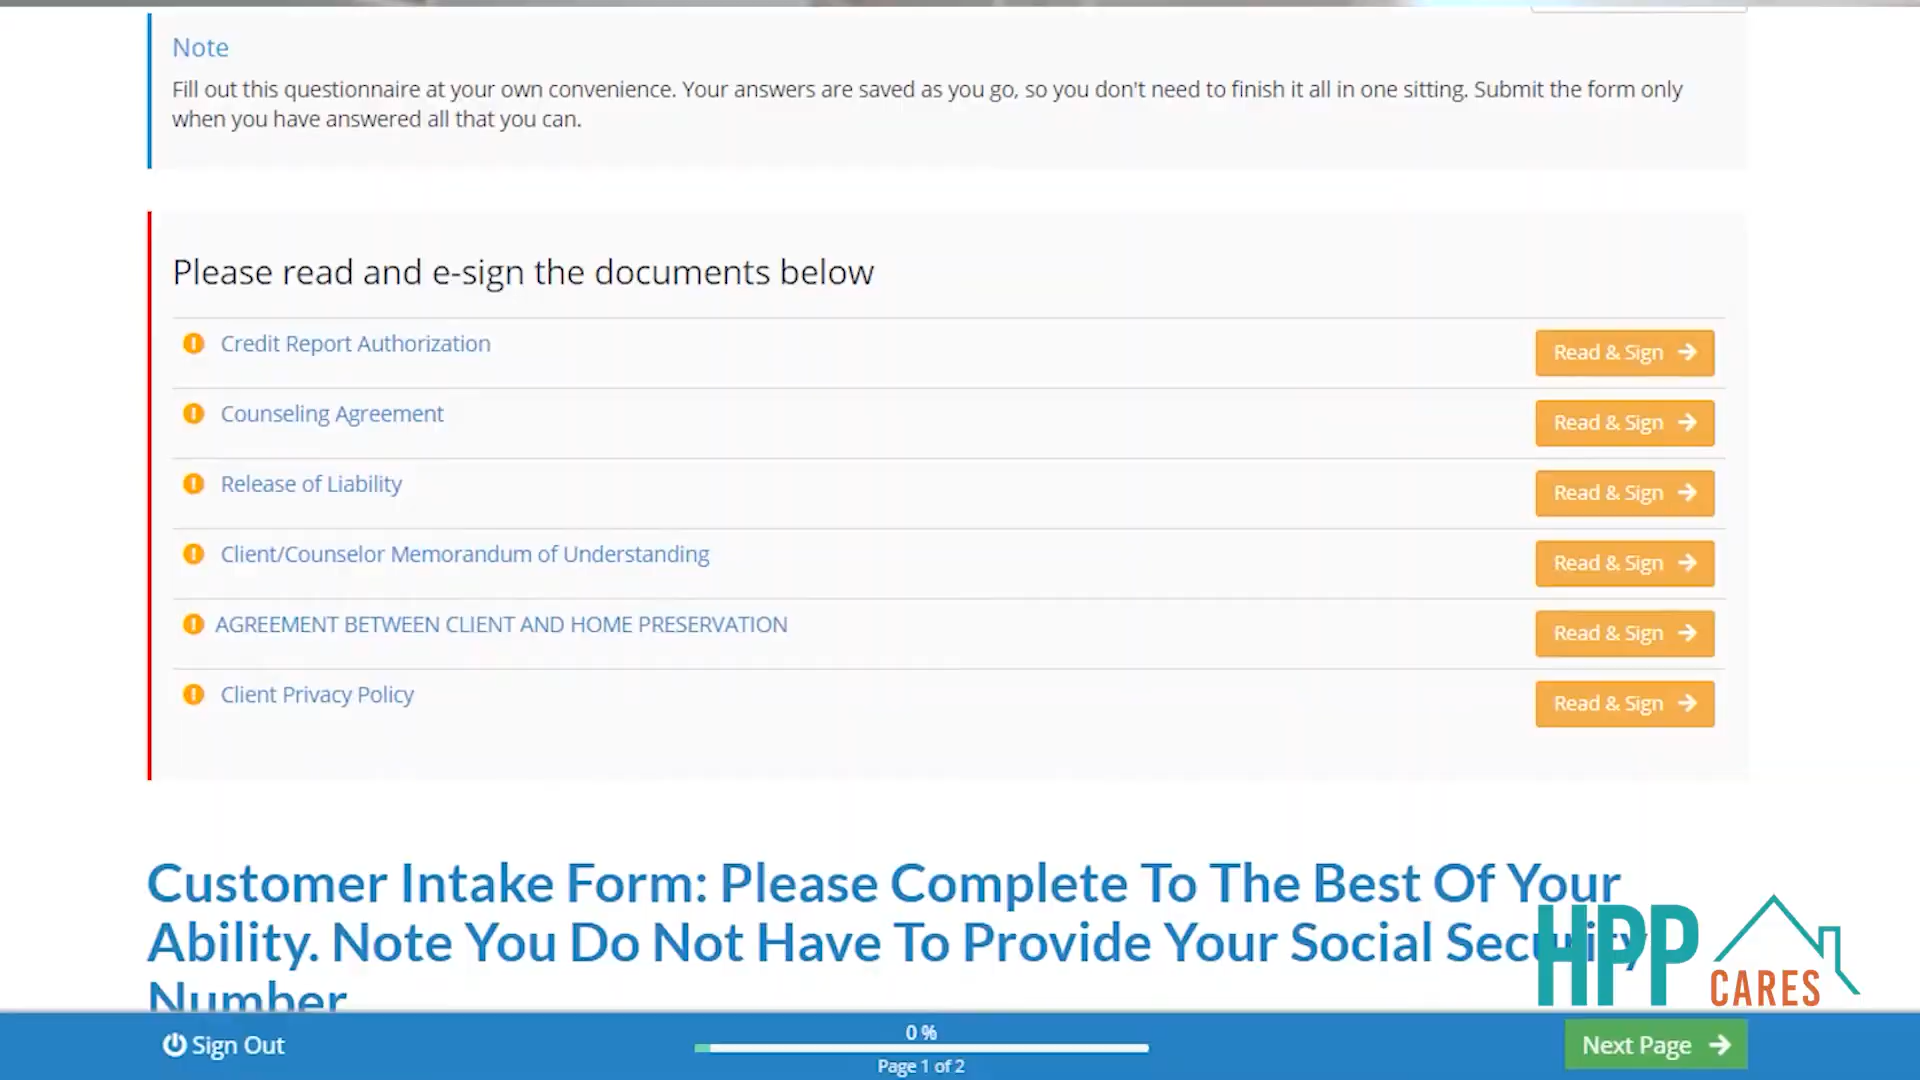 Note
Fill out this questionnaire at your own convenience. Your answers are saved as you go, so you don't need to finish it all in one sitting. Submit the form only
when you have answered all that you can.
Please read and e-sign the documents below
Credit Report Authorization
Read & Sign
Counseling Agreement
Read & Sign
Release of Liability
Read & Sign
Client/Counselor Memorandum of Understanding
Read & Sign
AGREEMENT BETWEEN CLIENT AND HOME PRESERVATION
Read & Sign
Client Privacy Policy
Read & Sign
Customer Intake Form: Please Complete To The Best Of Your
Ability. Note You Do Not Have To Provide Your Social Security
Number
HPP
CARES
Sign Out
0 %
Page 1 of 2
Next Page